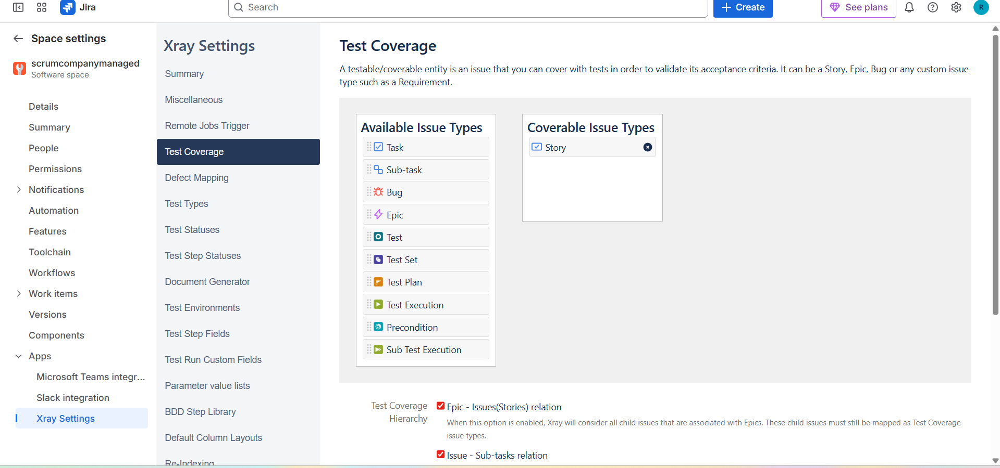 Jira
Search
Create
See plans
R
Space settings
scrumcompanymanaged
Software space
Details
Summary
People
Permissions
Notifications
Automation
Features
Toolchain
Workflows
Work items
Versions
Components
Apps
Microsoft Teams integr...
Slack integration
Xray Settings
Xray Settings
Summary
Miscellaneous
Remote Jobs Trigger
Test Coverage
Defect Mapping
Test Types
Test Statuses
Test Step Statuses
Document Generator
Test Environments
Test Step Fields
Test Run Custom Fields
Parameter value lists
BDD Step Library
Default Column Layouts
Re-Indexing
Test Coverage
A testable/coverable entity is an issue that you can cover with tests in order to validate its acceptance criteria. It can be a Story, Epic, Bug or any custom issue
type such as a Requirement.
Available Issue Types
Task
Sub-task
Bug
Epic
Test
Test Set
Test Plan
Test Execution
Precondition
Sub Test Execution
Coverable Issue Types
Story
Test Coverage
Hierarchy
Epic - Issues(Stories) relation
When this option is enabled, Xray will consider all child issues that are associated with Epics. These child issues must still be mapped as Test Coverage
issue types.
Issue - Sub-tasks relation